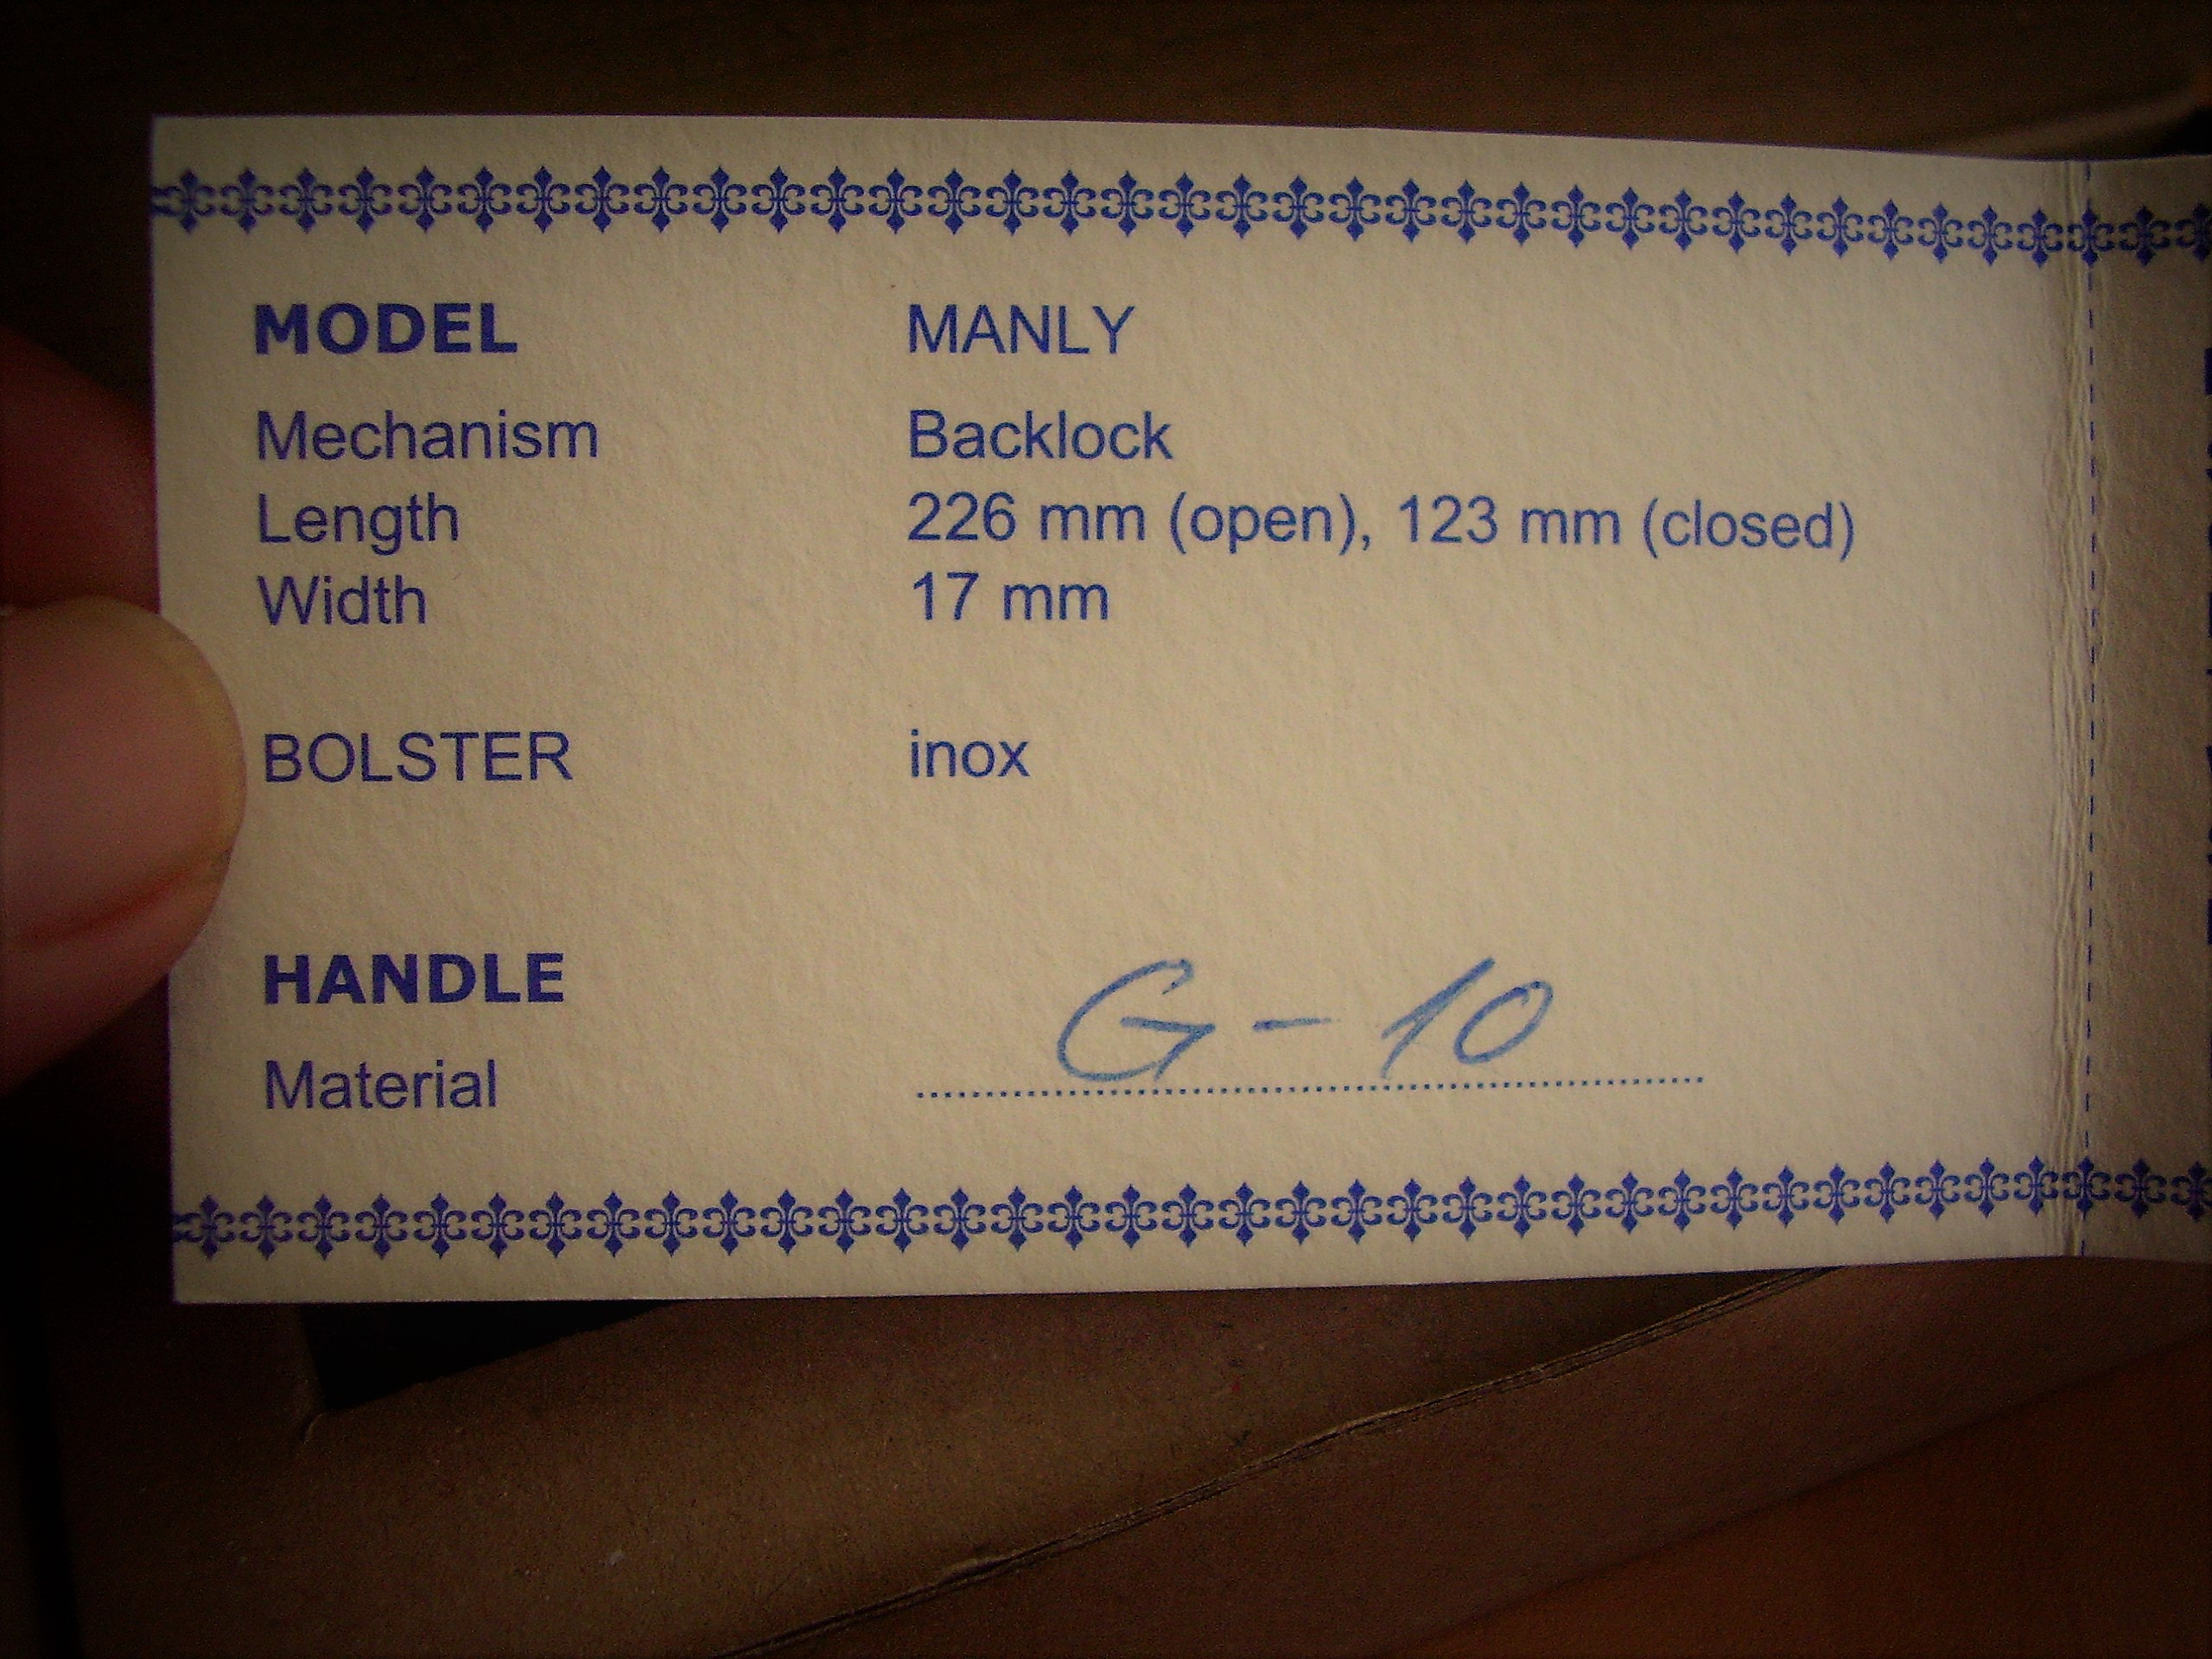 MODEL MANLY
Mechanism Backlock
Length 226 mm (open), 123 mm (closed)
Width 17 mm
BOLSTER inox
HANDLE G-10
Material